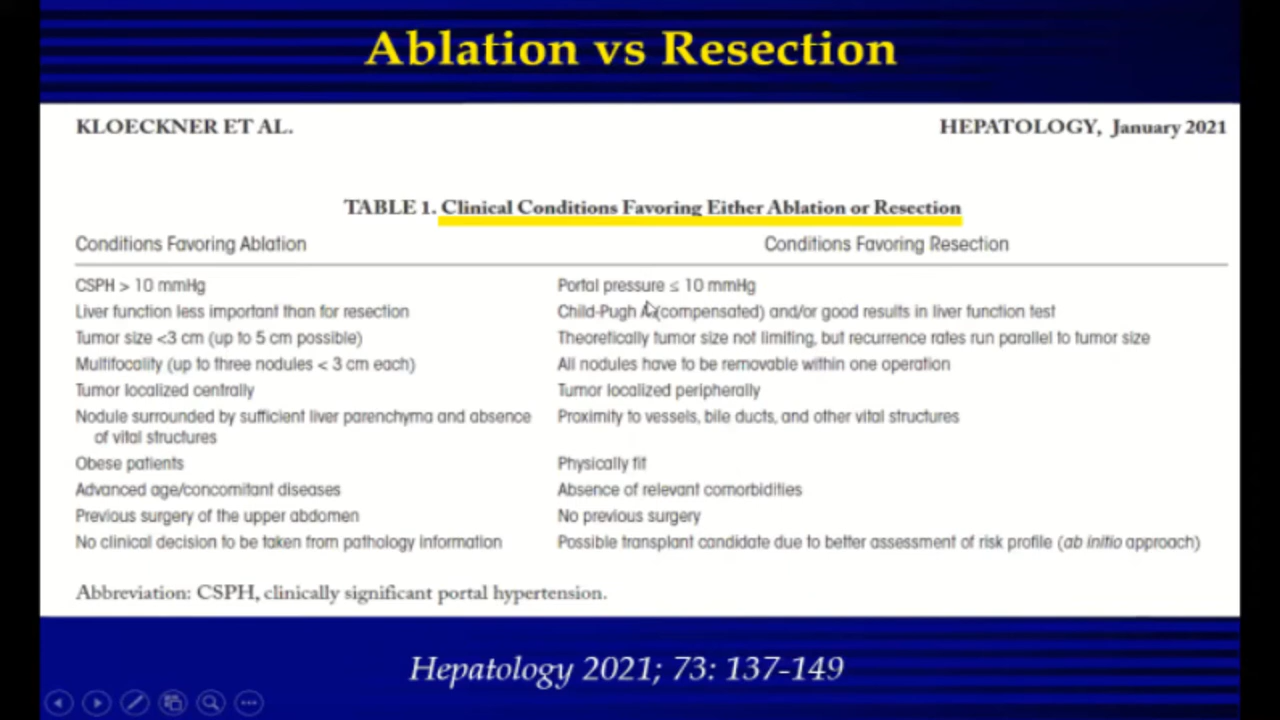 Ablation vs Resection
KLOECKNER ET AL. HEPATOLOGY, January 2021
TABLE 1. Clinical Conditions Favoring Either Ablation or Resection
Conditions Favoring Ablation Conditions Favoring Resection
CSPH > 10 mmHg Portal pressure ≤ 10 mmHg
Liver function less important than for resection Child-Pugh A (compensated) and/or good results in liver function test
Tumor size <3 cm (up to 5 cm possible) Theoretically tumor size not limiting, but recurrence rates run parallel to tumor size
Multifocality (up to three nodules < 3 cm each) All nodules have to be removable within one operation
Tumor localized centrally Tumor localized peripherally
Nodule surrounded by sufficient liver parenchyma and absence Proximity to vessels, bile ducts, and other vital structures
of vital structures
Obese patients Physically fit
Advanced age/concomitant diseases Absence of relevant comorbidities
Previous surgery of the upper abdomen No previous surgery
No clinical decision to be taken from pathology information Possible transplant candidate due to better assessment of risk profile (ab initio approach)
Abbreviation: CSPH, clinically significant portal hypertension.
Hepatology 2021; 73: 137-149